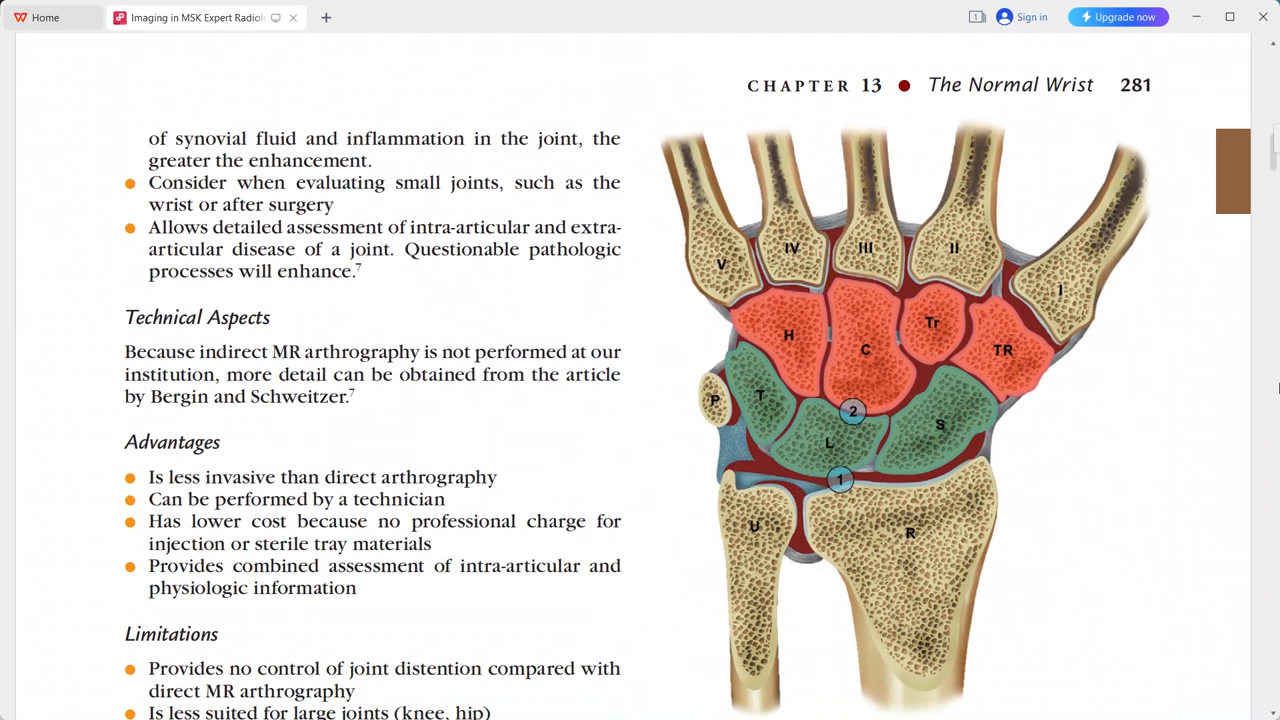 Home
Imaging in MSK Expert Radiol
1
Sign in
Upgrade now
CHAPTER 13 ● The Normal Wrist 281
of synovial fluid and inflammation in the joint, the
greater the enhancement.
● Consider when evaluating small joints, such as the
wrist or after surgery
● Allows detailed assessment of intra-articular and extra-
articular disease of a joint. Questionable pathologic
processes will enhance.7
Technical Aspects
Because indirect MR arthrography is not performed at our
institution, more detail can be obtained from the article
by Bergin and Schweitzer.7
Advantages
● Is less invasive than direct arthrography
● Can be performed by a technician
● Has lower cost because no professional charge for
injection or sterile tray materials
● Provides combined assessment of intra-articular and
physiologic information
Limitations
● Provides no control of joint distention compared with
direct MR arthrography
● Is less suited for large joints (knee, hip)
V IV III II I
H C Tr TR
P T L S
2
1
U R